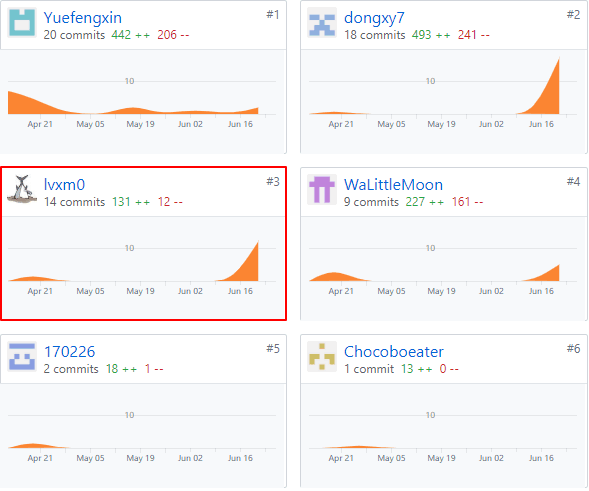 Yuefengxin #1
20 commits 442 ++ 206 --
10
Apr 21 May 05 May 19 Jun 02 Jun 16
dongxy7 #2
18 commits 493 ++ 241 --
10
Apr 21 May 05 May 19 Jun 02 Jun 16
lvxm0 #3
14 commits 131 ++ 12 --
10
Apr 21 May 05 May 19 Jun 02 Jun 16
WaLittleMoon #4
9 commits 227 ++ 161 --
10
Apr 21 May 05 May 19 Jun 02 Jun 16
170226 #5
2 commits 18 ++ 1 --
10
Apr 21 May 05 May 19 Jun 02 Jun 16
Chocoboeater #6
1 commit 13 ++ 0 --
10
Apr 21 May 05 May 19 Jun 02 Jun 16